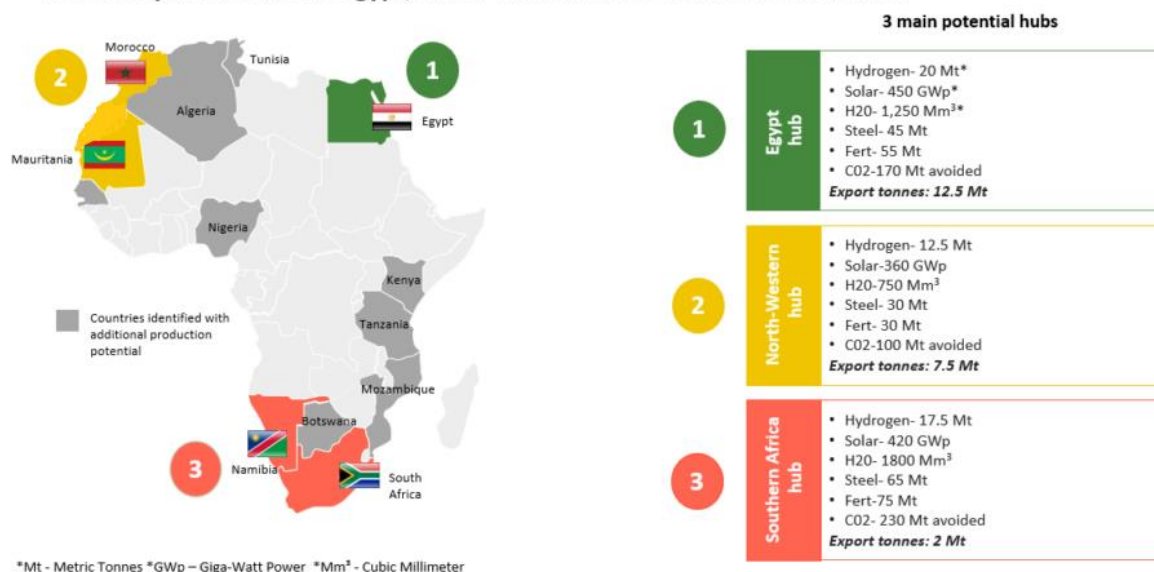 3 main potential hubs
Morocco
Tunisia
2
1
Algeria
Egypt
Mauritania
Nigeria
Kenya
Countries identified with
additional production
potential
Tanzania
Mozambique
Botswana
3
Namibia
South
Africa
*Mt - Metric Tonnes *GWp – Giga-Watt Power *Mm³ - Cubic Millimeter
1
Egypt
hub
• Hydrogen- 20 Mt*
• Solar- 450 GWp*
• H20- 1,250 Mm³*
• Steel- 45 Mt
• Fert- 55 Mt
• C02-170 Mt avoided
Export tonnes: 12.5 Mt
2
North-Western
hub
• Hydrogen- 12.5 Mt
• Solar-360 GWp
• H20-750 Mm³
• Steel- 30 Mt
• Fert- 30 Mt
• C02-100 Mt avoided
Export tonnes: 7.5 Mt
3
Southern Africa
hub
• Hydrogen- 17.5 Mt
• Solar- 420 GWp
• H20- 1800 Mm³
• Steel- 65 Mt
• Fert-75 Mt
• C02- 230 Mt avoided
Export tonnes: 2 Mt